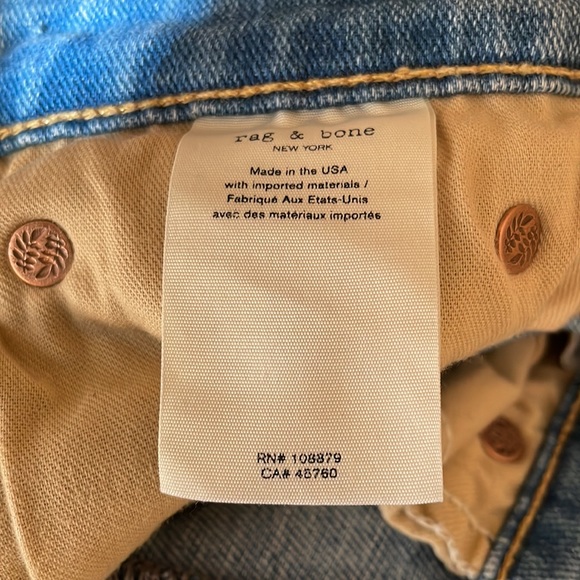 rag & bone
NEW YORK
Made in the USA
with imported materials /
Fabriqué Aux Etats-Unis
avec des matériaux importés
RN# 108879
CA# 45760